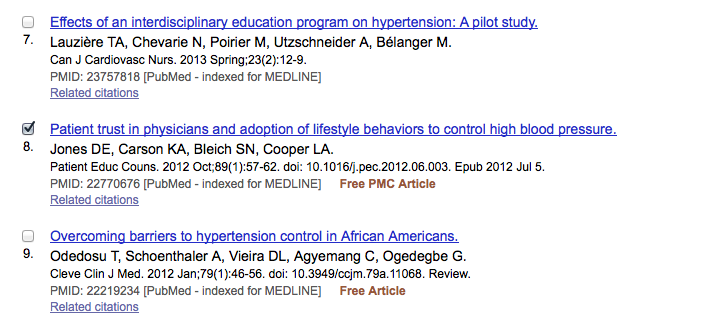 Effects of an interdisciplinary education program on hypertension: A pilot study.
7. Lauzière TA, Chevarie N, Poirier M, Utzschneider A, Bélanger M.
Can J Cardiovasc Nurs. 2013 Spring;23(2):12-9.
PMID: 23757818 [PubMed - indexed for MEDLINE]
Related citations
Patient trust in physicians and adoption of lifestyle behaviors to control high blood pressure.
8. Jones DE, Carson KA, Bleich SN, Cooper LA.
Patient Educ Couns. 2012 Oct;89(1):57-62. doi: 10.1016/j.pec.2012.06.003. Epub 2012 Jul 5.
PMID: 22770676 [PubMed - indexed for MEDLINE] Free PMC Article
Related citations
Overcoming barriers to hypertension control in African Americans.
9. Odedosu T, Schoenthaler A, Vieira DL, Agyemang C, Ogedegbe G.
Cleve Clin J Med. 2012 Jan;79(1):46-56. doi: 10.3949/ccjm.79a.11068. Review.
PMID: 22219234 [PubMed - indexed for MEDLINE] Free Article
Related citations